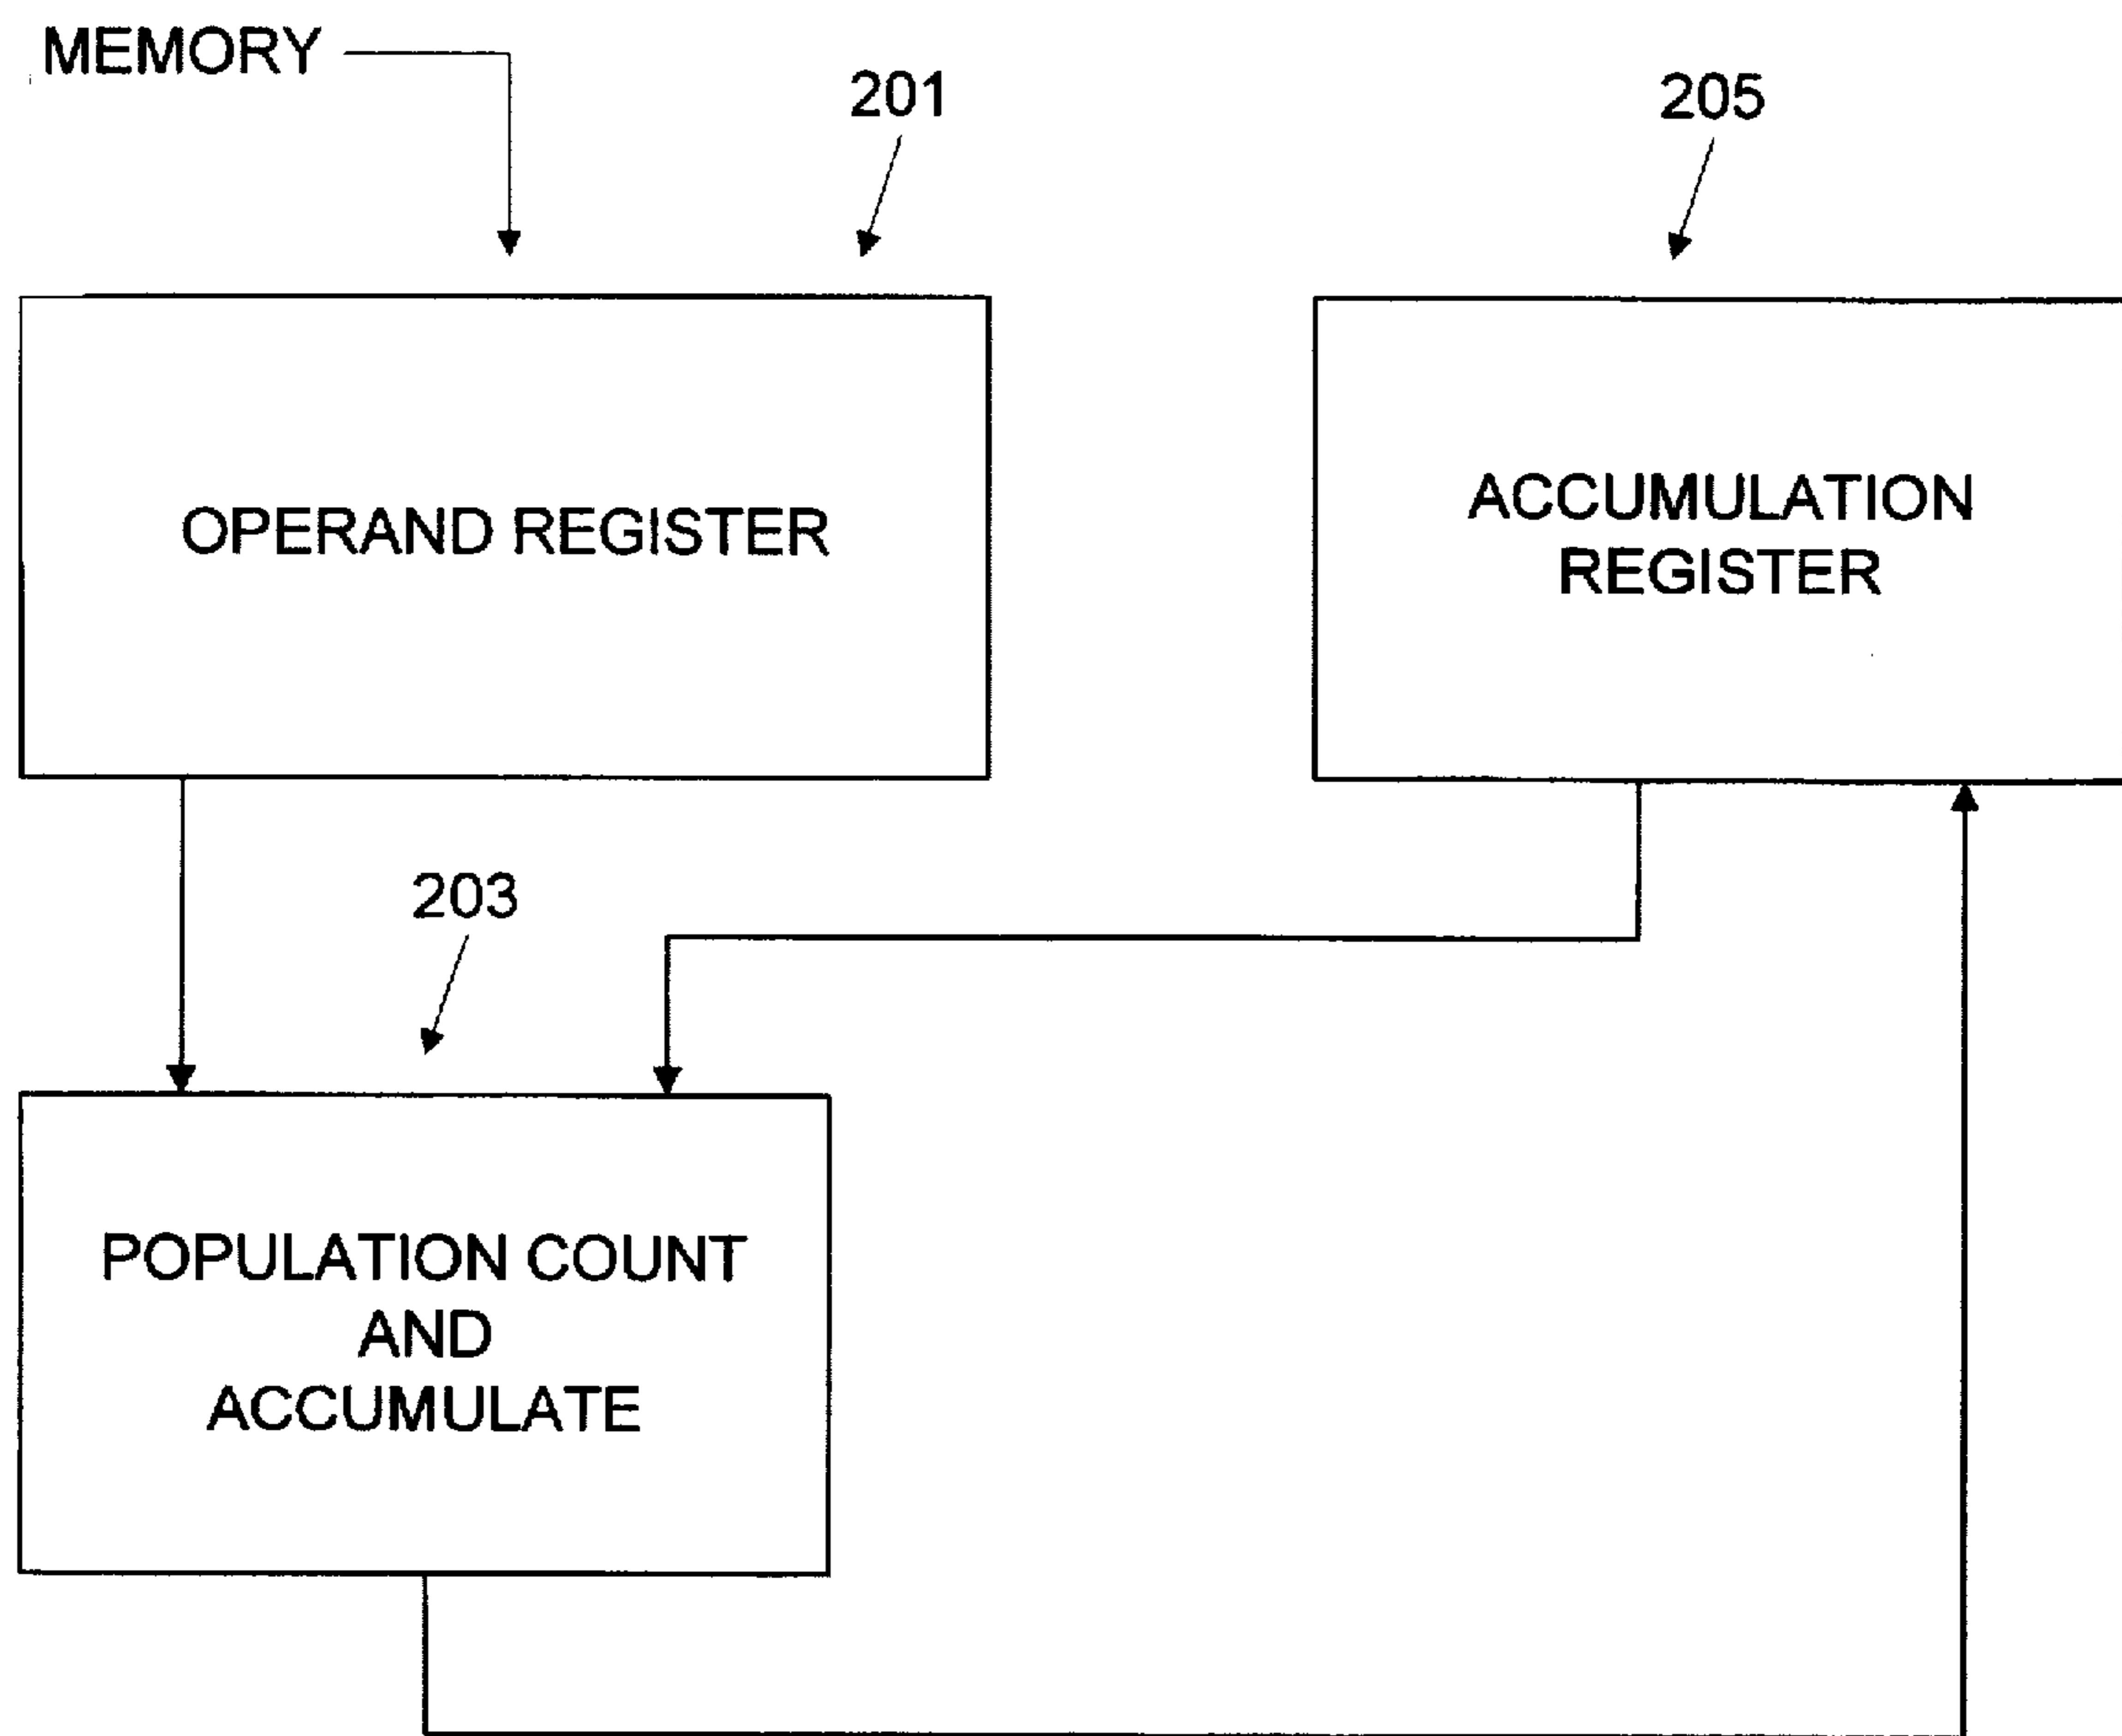 MEMORY
201
205
OPERAND REGISTER
ACCUMULATION
REGISTER
203
POPULATION COUNT
AND
ACCUMULATE